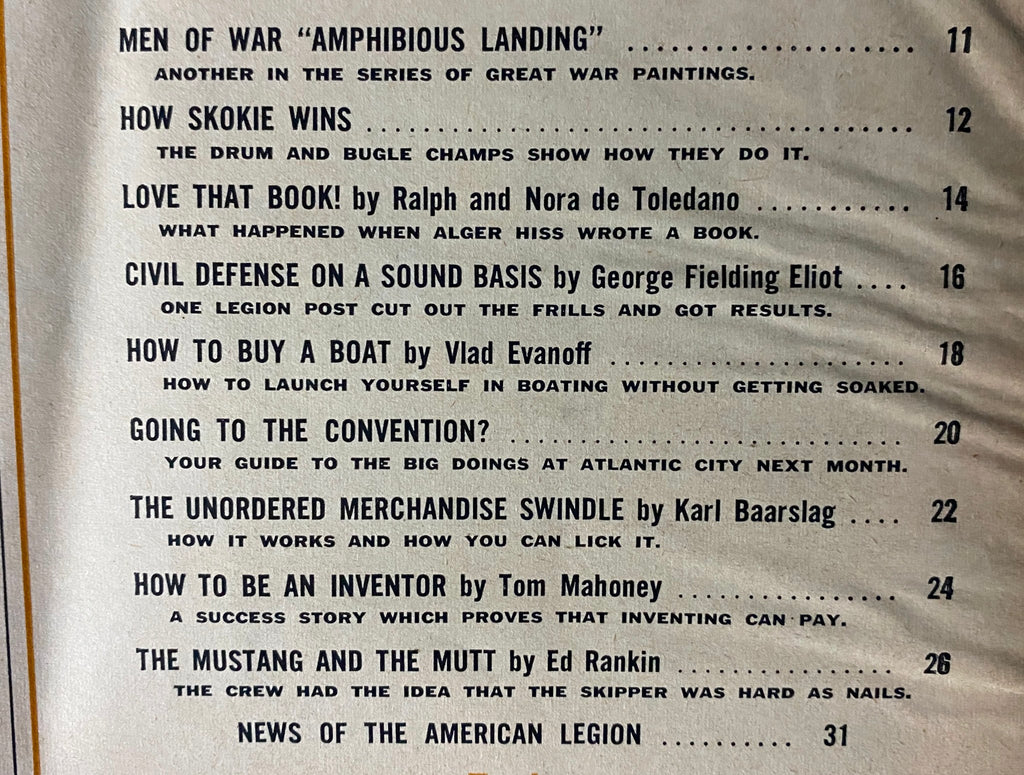 MEN OF WAR “AMPHIBIOUS LANDING” ..................... 11
ANOTHER IN THE SERIES OF GREAT WAR PAINTINGS.
HOW SKOKIE WINS ....................................... 12
THE DRUM AND BUGLE CHAMPS SHOW HOW THEY DO IT.
LOVE THAT BOOK! by Ralph and Nora de Toledano ........... 14
WHAT HAPPENED WHEN ALGER HISS WROTE A BOOK.
CIVIL DEFENSE ON A SOUND BASIS by George Fielding Eliot .... 16
ONE LEGION POST CUT OUT THE FRILLS AND GOT RESULTS.
HOW TO BUY A BOAT by Vlad Evanoff ...................... 18
HOW TO LAUNCH YOURSELF IN BOATING WITHOUT GETTING SOAKED.
GOING TO THE CONVENTION? ............................. 20
YOUR GUIDE TO THE BIG DOINGS AT ATLANTIC CITY NEXT MONTH.
THE UNORDERED MERCHANDISE SWINDLE by Karl Baarslag .... 22
HOW IT WORKS AND HOW YOU CAN LICK IT.
HOW TO BE AN INVENTOR by Tom Mahoney ................ 24
A SUCCESS STORY WHICH PROVES THAT INVENTING CAN PAY.
THE MUSTANG AND THE MUTT by Ed Rankin ................ 26
THE CREW HAD THE IDEA THAT THE SKIPPER WAS HARD AS NAILS.
NEWS OF THE AMERICAN LEGION .......... 31